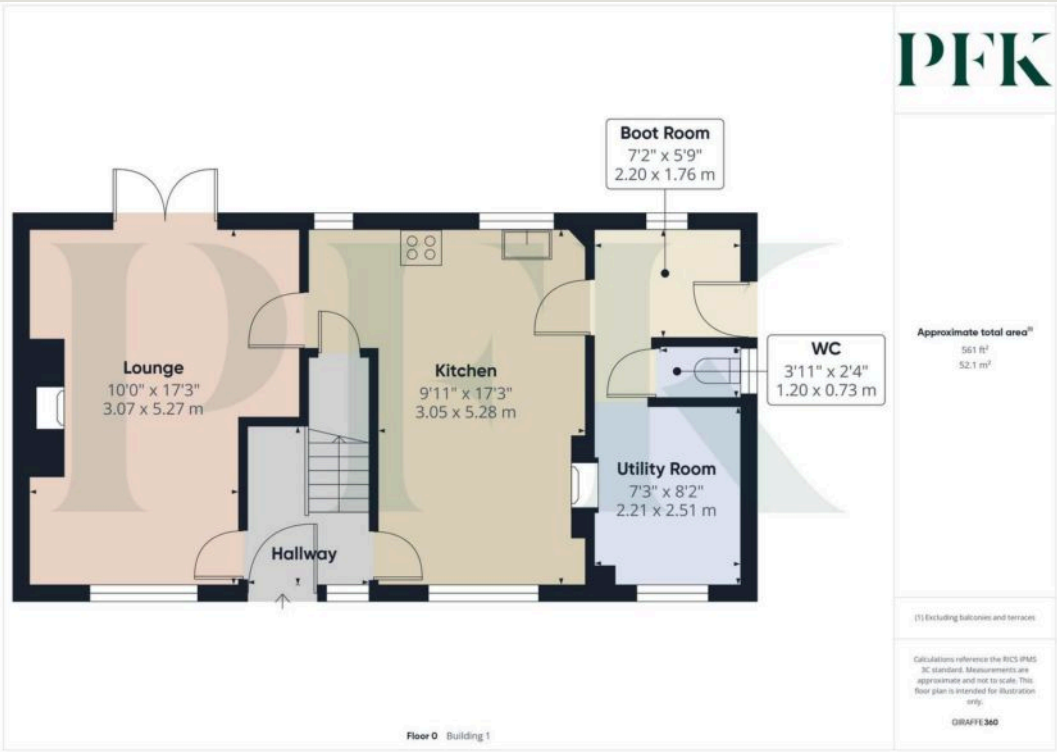 PFK
Boot Room
7'2" x 5'9"
2.20 x 1.76 m
WC
3'11" x 2'4"
1.20 x 0.73 m
Lounge
10'0" x 17'3"
3.07 x 5.27 m
Kitchen
9'11" x 17'3"
3.05 x 5.28 m
Utility Room
7'3" x 8'2"
2.21 x 2.51 m
Hallway
PFK
Approximate total area(1)
561 ft²
52.1 m²
(1) Excluding balconies and terraces
Calculations reference the RICS IPMS
3C standard. Measurements are
approximate and not to scale. This
floor plan is intended for illustration
only.
GIRAFFE360
Floor 0 Building 1